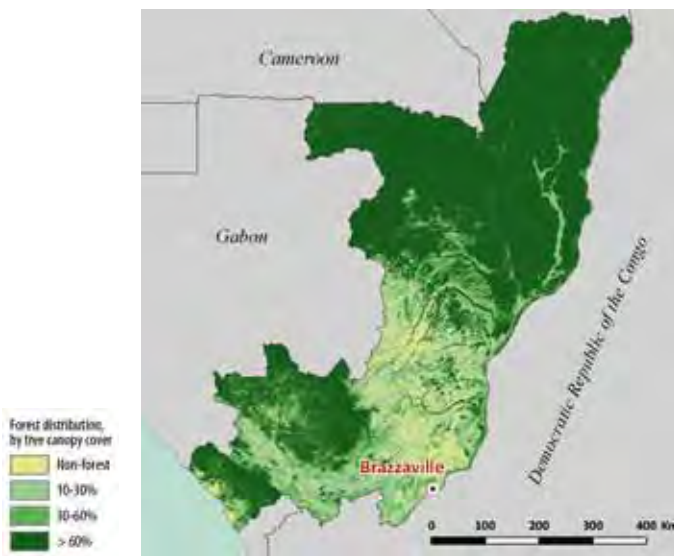 Cameroon
Gabon
Democratic Republic of the Congo
Forest distribution,
by tree canopy cover
Non-forest
10-30%
30-60%
> 60%
Brazzaville
0 100 200 300 400 Km